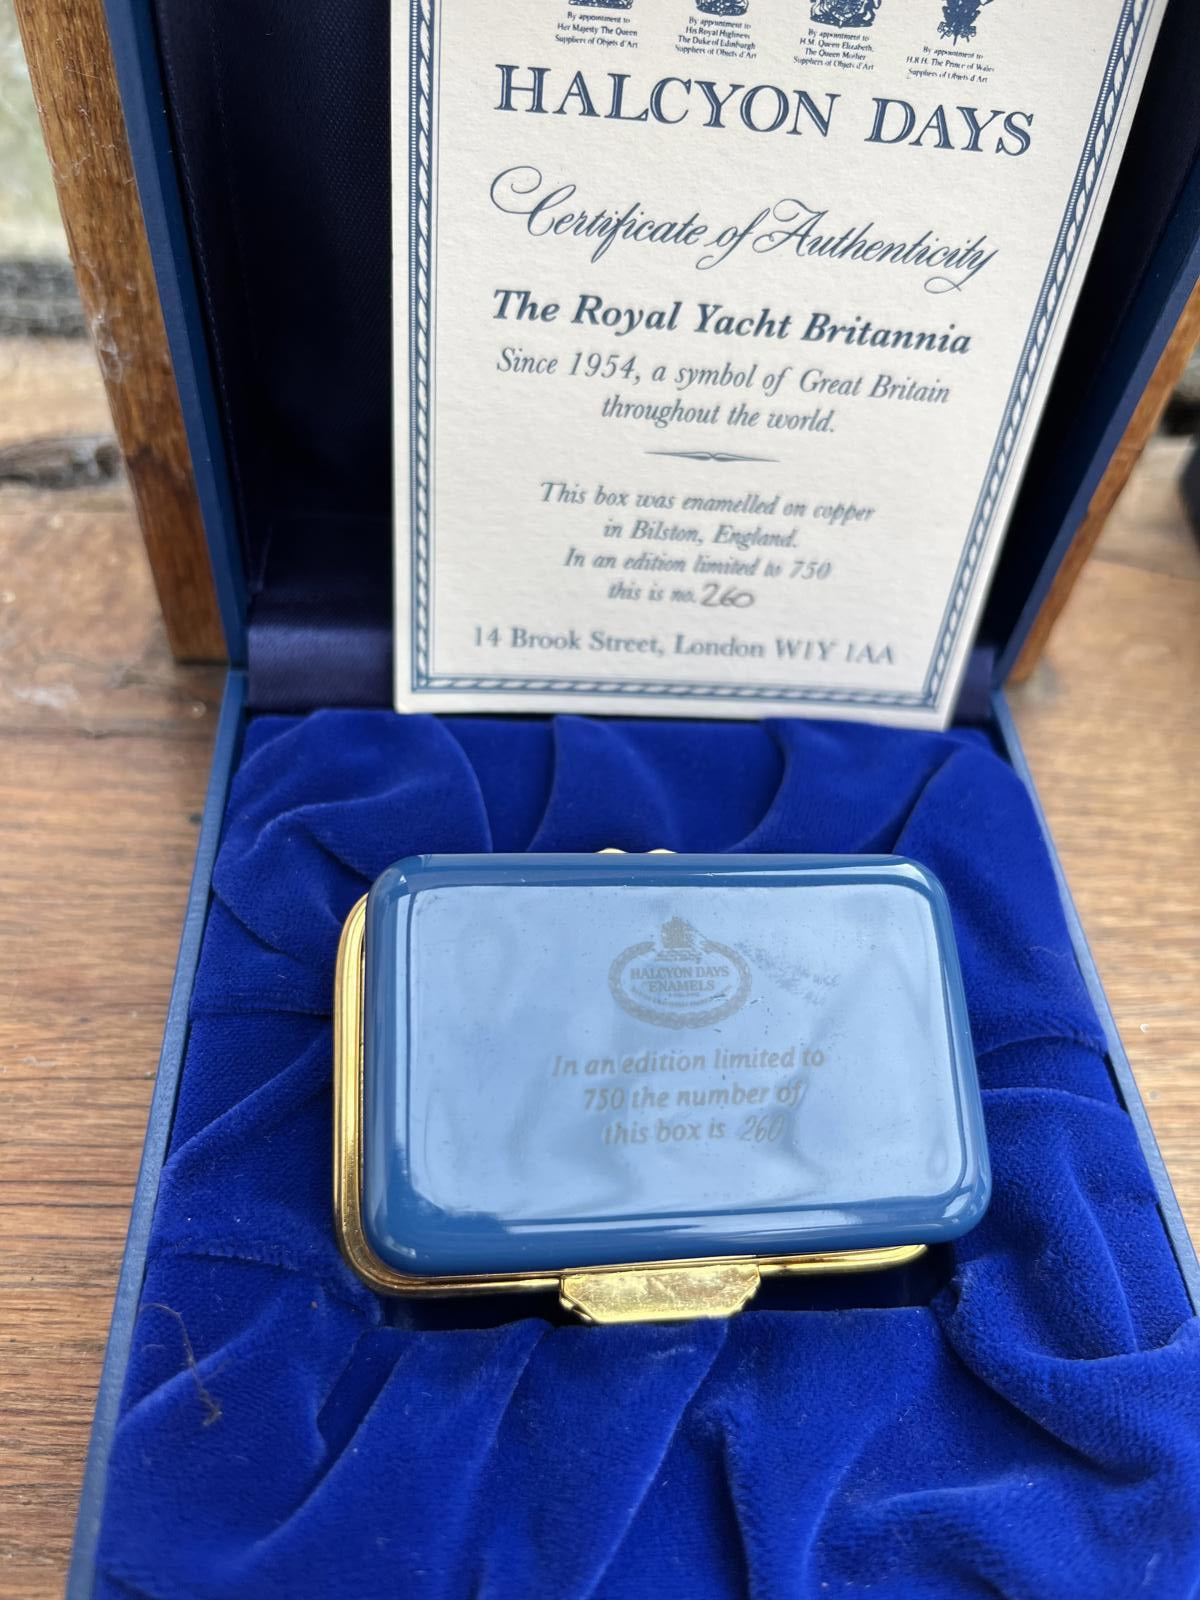 By appointment to
Her Majesty The Queen
Suppliers of Objets d'Art
By appointment to
His Royal Highness
The Duke of Edinburgh
Suppliers of Objets d'Art
By appointment to
H.M. Queen Elizabeth,
The Queen Mother
Suppliers of Objets d'Art
By appointment to
H.R.H. The Prince of Wales
Suppliers of Objets d'Art
HALCYON DAYS
Certificate of Authenticity
The Royal Yacht Britannia
Since 1954, a symbol of Great Britain
throughout the world.
This box was enamelled on copper
in Bilston, England.
In an edition limited to 750
this is no. 260
14 Brook Street, London W1Y 1AA
HALCYON DAYS
ENAMELS
In an edition limited to
750 the number of
this box is 260